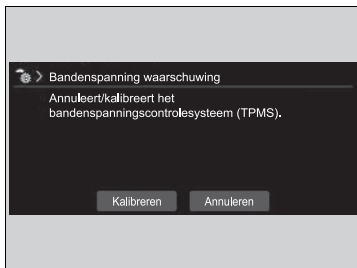 Bandenspanning waarschuwing
Annuleert/kalibreert het
bandenspanningscontrolesysteem (TPMS).
Kalibreren
Annuleren